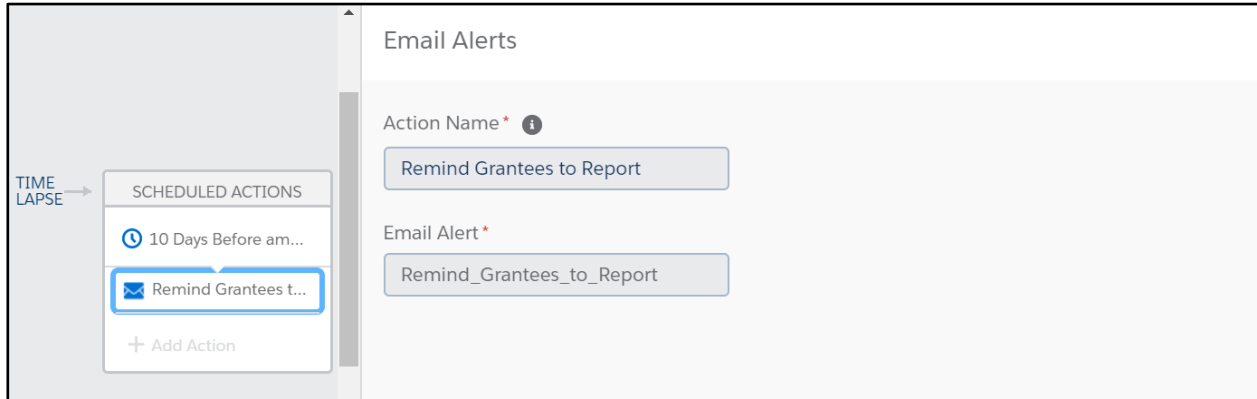 Email Alerts
Action Name*
Remind Grantees to Report
Email Alert*
Remind_Grantees_to_Report
TIME
LAPSE
SCHEDULED ACTIONS
10 Days Before am...
Remind Grantees t...
+ Add Action